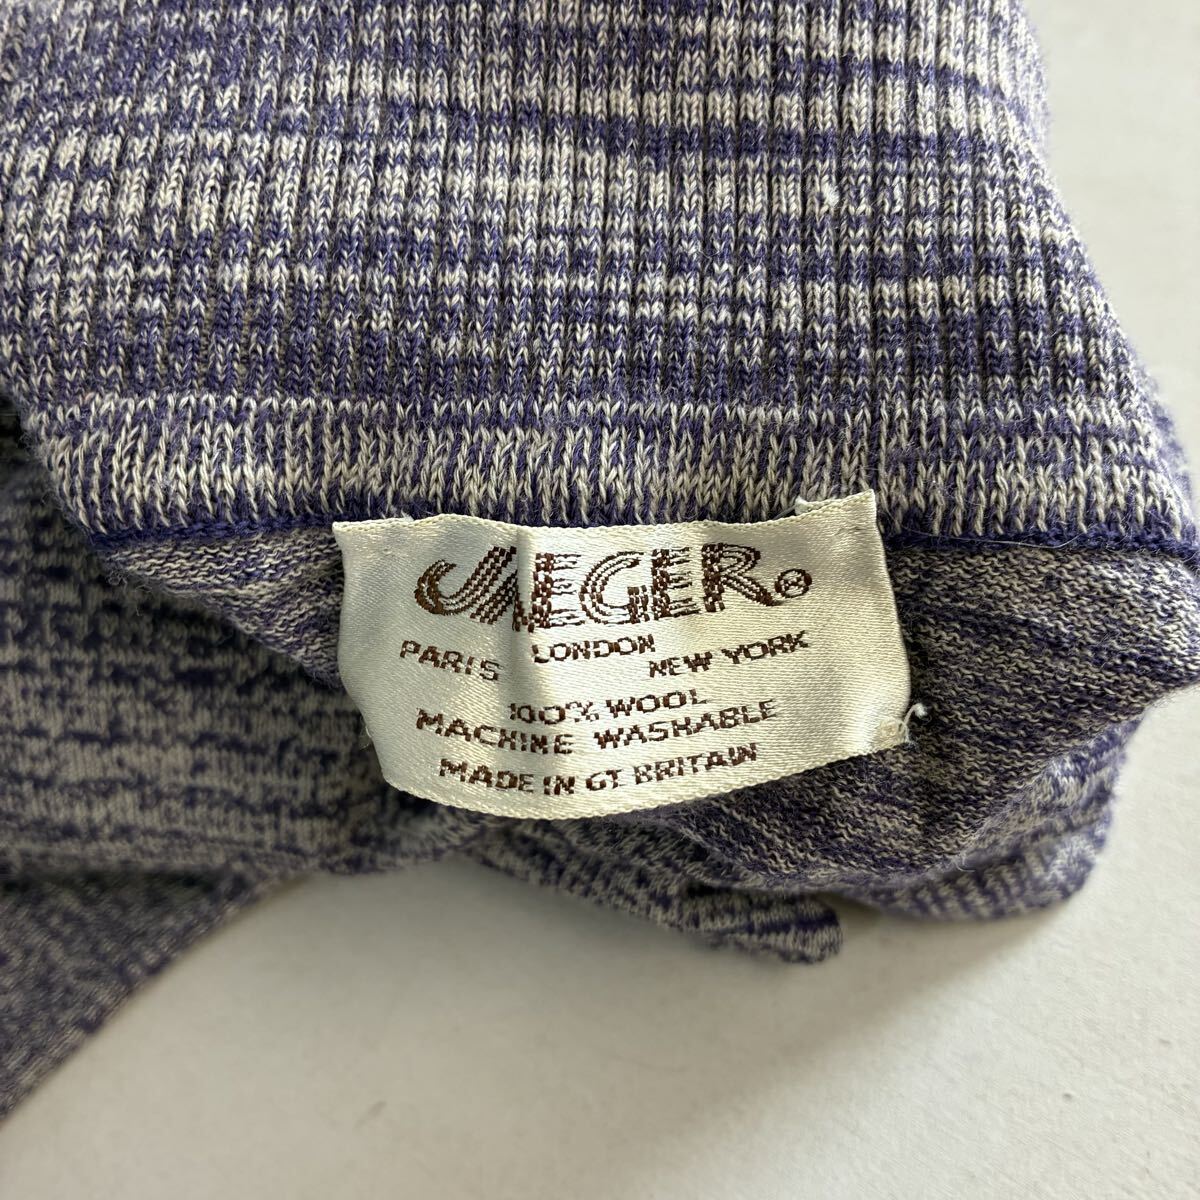 JAEGER®
PARIS LONDON NEW YORK
100% WOOL
MACHINE WASHABLE
MADE IN GT BRITAIN